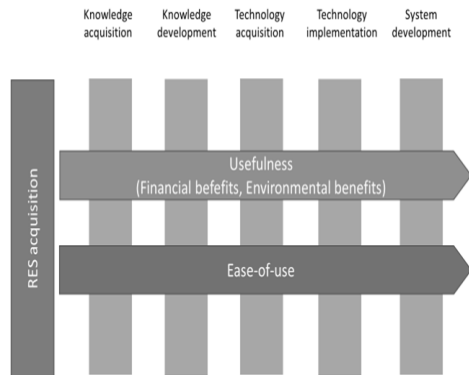 Knowledge
acquisition
Knowledge
development
Technology
acquisition
Technology
implementation
System
development
RES acquisition
Usefulness
(Financial befefits, Environmental benefits)
Ease-of-use